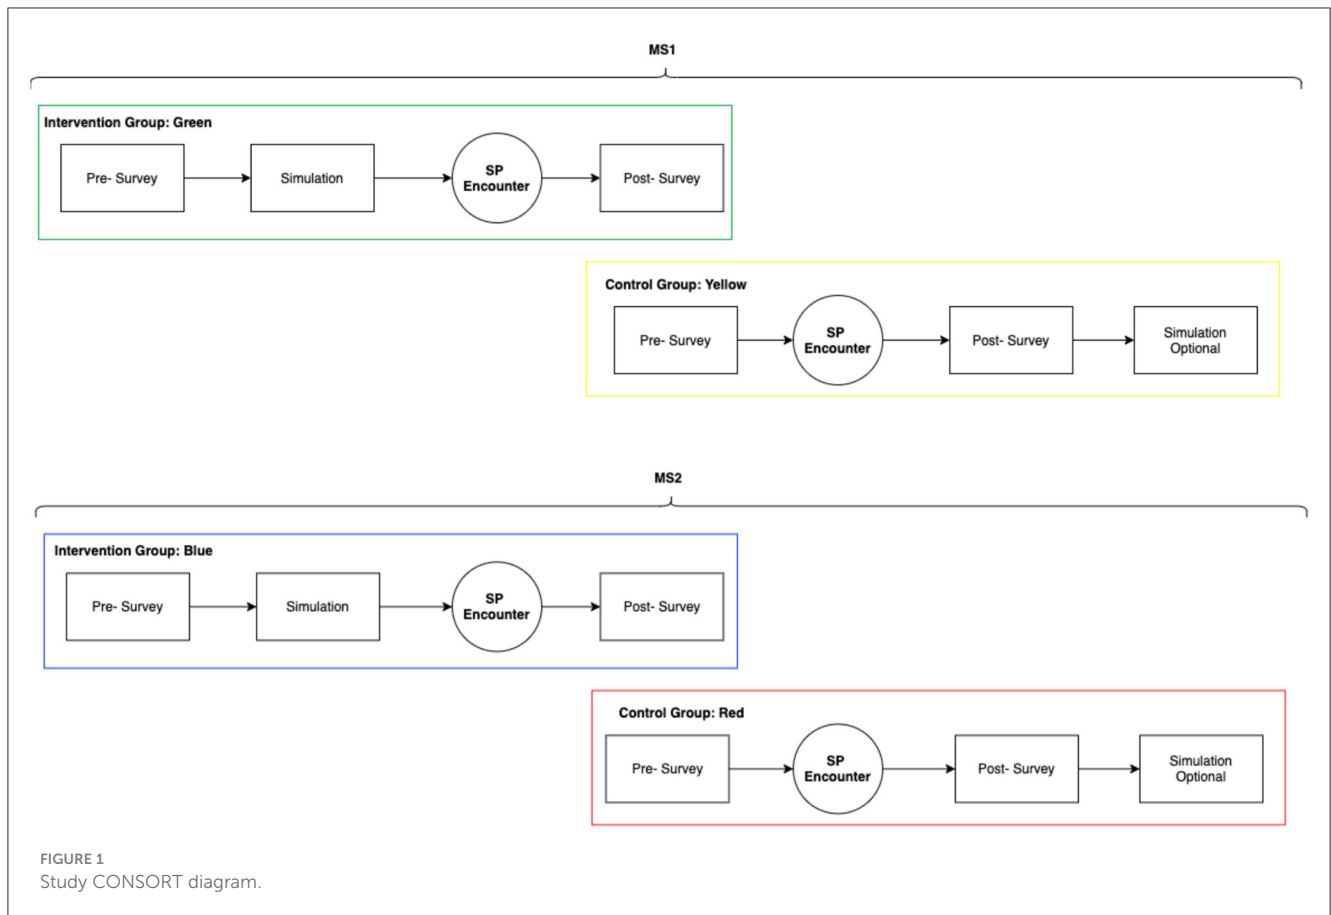 MS1
Intervention Group: Green
Pre- Survey
Simulation
SP
Encounter
Post- Survey
Control Group: Yellow
Pre- Survey
SP
Encounter
Post- Survey
Simulation
Optional
MS2
Intervention Group: Blue
Pre- Survey
Simulation
SP
Encounter
Post- Survey
Control Group: Red
Pre- Survey
SP
Encounter
Post- Survey
Simulation
Optional
FIGURE 1
Study CONSORT diagram.